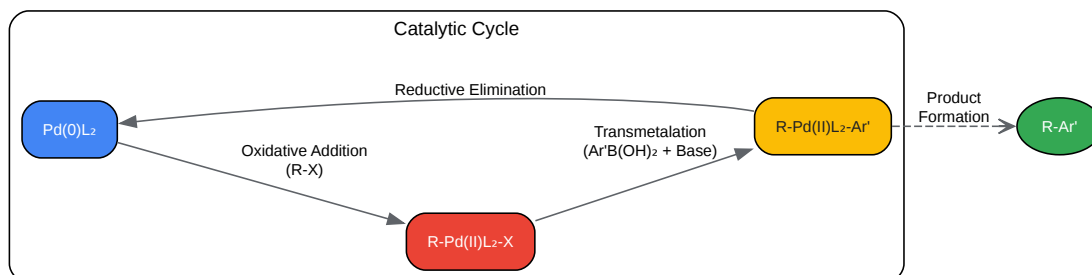 Catalytic Cycle
Reductive Elimination
Pd(0)L₂
Oxidative Addition
(R-X)
R-Pd(II)L₂-X
Transmetalation
(Ar'B(OH)₂ + Base)
R-Pd(II)L₂-Ar'
Product
Formation
R-Ar'